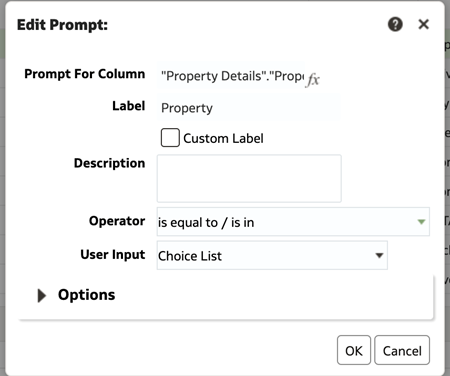 Edit Prompt:
Prompt For Column "Property Details"."Prop fx
Label Property
Custom Label
Description
Operator is equal to / is in
User Input Choice List
Options
OK Cancel